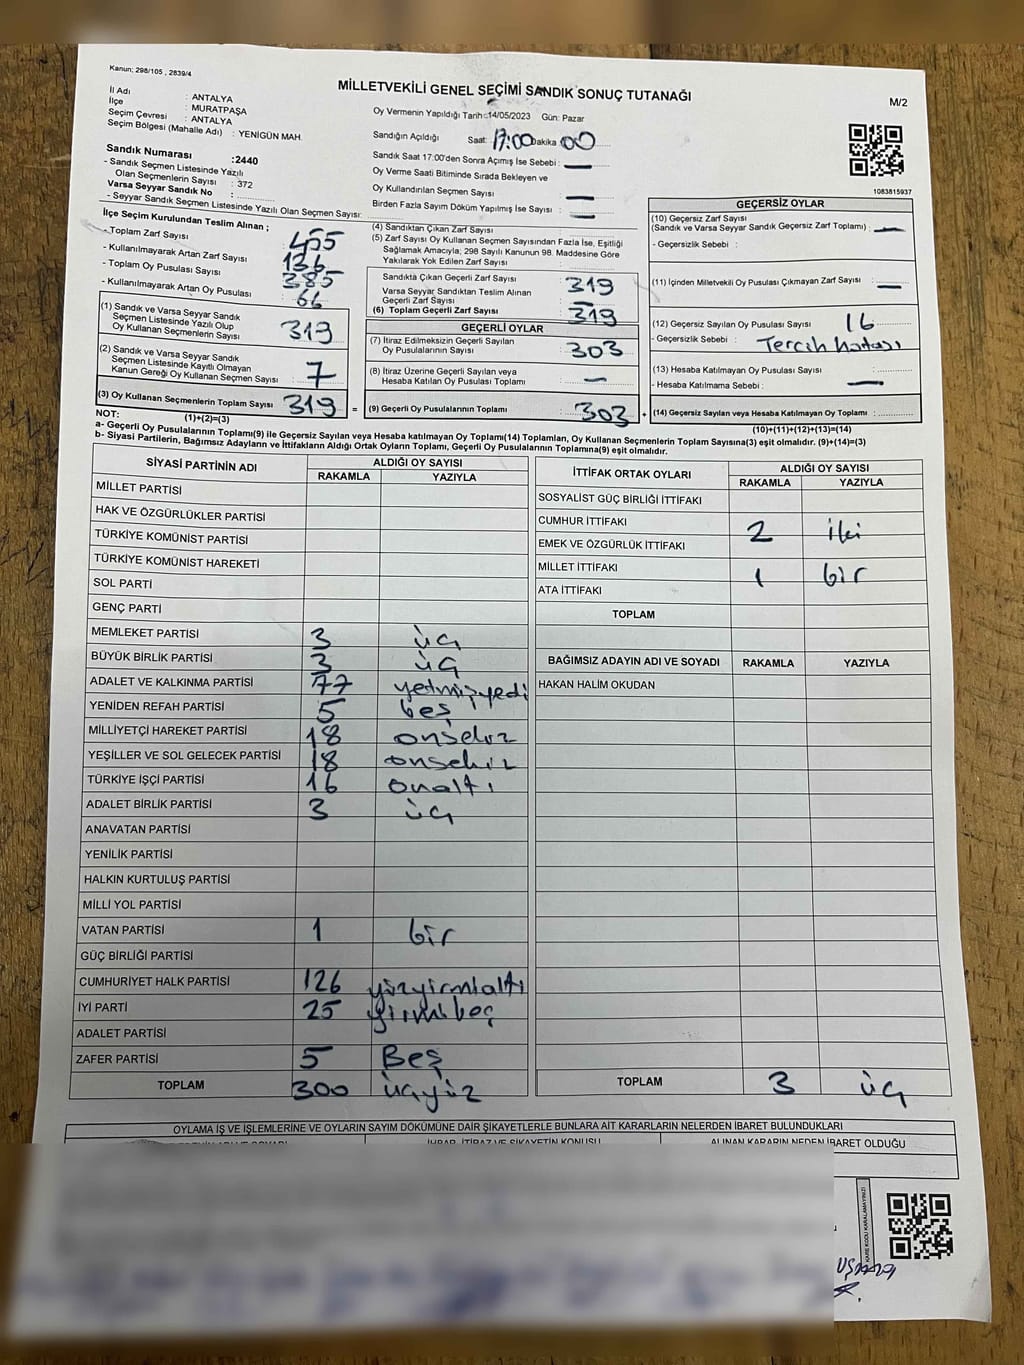 Kanun; 298/105 , 2839/4
MİLLETVEKİLİ GENEL SEÇİMİ SANDIK SONUÇ TUTANAĞI
M/2
İl Adı : ANTALYA
İlçe : MURATPAŞA
Seçim Çevresi : ANTALYA
Seçim Bölgesi (Mahalle Adı) : YENİGÜN MAH.
Oy Vermenin Yapıldığı Tarih:14/05/2023 Gün: Pazar
Sandığın Açıldığı Saat: 17:00 Dakika 00
Sandık Saat 17:00'den Sonra Açımış İse Sebebi : —
Oy Verme Saati Bitiminde Sırada Bekleyen ve
Oy Kullandırılan Seçmen Sayısı : —
Birden Fazla Sayım Döküm Yapılmış İse Sayısı : —
1083815937
Sandık Numarası :2440
- Sandık Seçmen Listesinde Yazılı
Olan Seçmenlerin Sayısı : 372
Varsa Seyyar Sandık No :
- Seyyar Sandık Seçmen Listesinde Yazılı Olan Seçmen Sayısı:
İlçe Seçim Kurulundan Teslim Alınan ;
- Toplam Zarf Sayısı : 455
- Kullanılmayarak Artan Zarf Sayısı : 136
- Toplam Oy Pusulası Sayısı : 385
- Kullanılmayarak Artan Oy Pusulası : 66
(1) Sandık ve Varsa Seyyar Sandık
Seçmen Listesinde Yazılı Olup
Oy Kullanan Seçmenlerin Sayısı : 319
(2) Sandık ve Varsa Seyyar Sandık
Seçmen Listesinde Kayıtlı Olmayan
Kanun Gereği Oy Kullanan Seçmen Sayısı : 7
(3) Oy Kullanan Seçmenlerin Toplam Sayısı : 319
(1)+(2)=(3)
(4) Sandıktan Çıkan Zarf Sayısı :
(5) Zarf Sayısı Oy Kullanan Seçmen Sayısından Fazla İse, Eşitliği
Sağlamak Amacıyla; 298 Sayılı Kanunun 98. Maddesine Göre
Yakılarak Yok Edilen Zarf Sayısı :
Sandıkta Çıkan Geçerli Zarf Sayısı : 319
Varsa Seyyar Sandıktan Teslim Alınan
Geçerli Zarf Sayısı : —
(6) Toplam Geçerli Zarf Sayısı : 319
GEÇERLİ OYLAR
(7) İtiraz Edilmeksizin Geçerli Sayılan
Oy Pusulalarının Sayısı : 303
(8) İtiraz Üzerine Geçerli Sayılan veya
Hesaba Katılan Oy Pusulası Toplamı : —
= (9) Geçerli Oy Pusulalarının Toplamı : 303 +
GEÇERSİZ OYLAR
(10) Geçersiz Zarf Sayısı
(Sandık ve Varsa Seyyar Sandık Geçersiz Zarf Toplamı) : —
- Geçersizlik Sebebi :
(11) İçinden Milletvekili Oy Pusulası Çıkmayan Zarf Sayısı : —
(12) Geçersiz Sayılan Oy Pusulası Sayısı : 16
- Geçersizlik Sebebi : Tercih hatası
(13) Hesaba Katılmayan Oy Pusulası Sayısı :
- Hesaba Katılmama Sebebi : —
(14) Geçersiz Sayılan veya Hesaba Katılmayan Oy Toplamı :
(10)+(11)+(12)+(13)=(14)
NOT:
a- Geçerli Oy Pusulalarının Toplamı(9) ile Geçersiz Sayılan veya Hesaba katılmayan Oy Toplamı(14) Toplamları, Oy Kullanan Seçmenlerin Toplam Sayısına(3) eşit olmalıdır. (9)+(14)=(3)
b- Siyasi Partilerin, Bağımsız Adayların ve İttifakların Aldığı Ortak Oyların Toplamı, Geçerli Oy Pusulalarının Toplamına(9) eşit olmalıdır.
SİYASİ PARTİNİN ADI ALDIĞI OY SAYISI
RAKAMLA YAZIYLA
MİLLET PARTİSİ
HAK VE ÖZGÜRLÜKLER PARTİSİ
TÜRKİYE KOMÜNİST PARTİSİ
TÜRKİYE KOMÜNİST HAREKETİ
SOL PARTİ
GENÇ PARTİ
MEMLEKET PARTİSİ 3 üç
BÜYÜK BİRLİK PARTİSİ 3 üç
ADALET VE KALKINMA PARTİSİ 77 yetmişyedi
YENİDEN REFAH PARTİSİ 5 beş
MİLLİYETÇİ HAREKET PARTİSİ 18 onsekiz
YEŞİLLER VE SOL GELECEK PARTİSİ 18 onsekiz
TÜRKİYE İŞÇİ PARTİSİ 16 onaltı
ADALET BİRLİK PARTİSİ 3 üç
ANAVATAN PARTİSİ
YENİLİK PARTİSİ
HALKIN KURTULUŞ PARTİSİ
MİLLİ YOL PARTİSİ
VATAN PARTİSİ 1 bir
GÜÇ BİRLİĞİ PARTİSİ
CUMHURİYET HALK PARTİSİ 126 yüzyirmialtı
İYİ PARTİ 25 yirmibeş
ADALET PARTİSİ
ZAFER PARTİSİ 5 Beş
TOPLAM 300 üçyüz
İTTİFAK ORTAK OYLARI ALDIĞI OY SAYISI
RAKAMLA YAZIYLA
SOSYALİST GÜÇ BİRLİĞİ İTTİFAKI
CUMHUR İTTİFAKI 2 iki
EMEK VE ÖZGÜRLÜK İTTİFAKI
MİLLET İTTİFAKI 1 bir
ATA İTTİFAKI
TOPLAM
BAĞIMSIZ ADAYIN ADI VE SOYADI RAKAMLA YAZIYLA
HAKAN HALİM OKUDAN
TOPLAM 3 üç
OYLAMA İŞ VE İŞLEMLERİNE VE OYLARIN SAYIM DÖKÜMÜNE DAİR ŞİKAYETLERLE BUNLARA AİT KARARLARIN NELERDEN İBARET BULUNDUKLARI
İHBAR, İTİRAZ VE ŞİKAYETİN KONUSU ALINAN KARARIN NEDEN İBARET OLDUĞU
KARE KODU KARALAMAYINIZ!